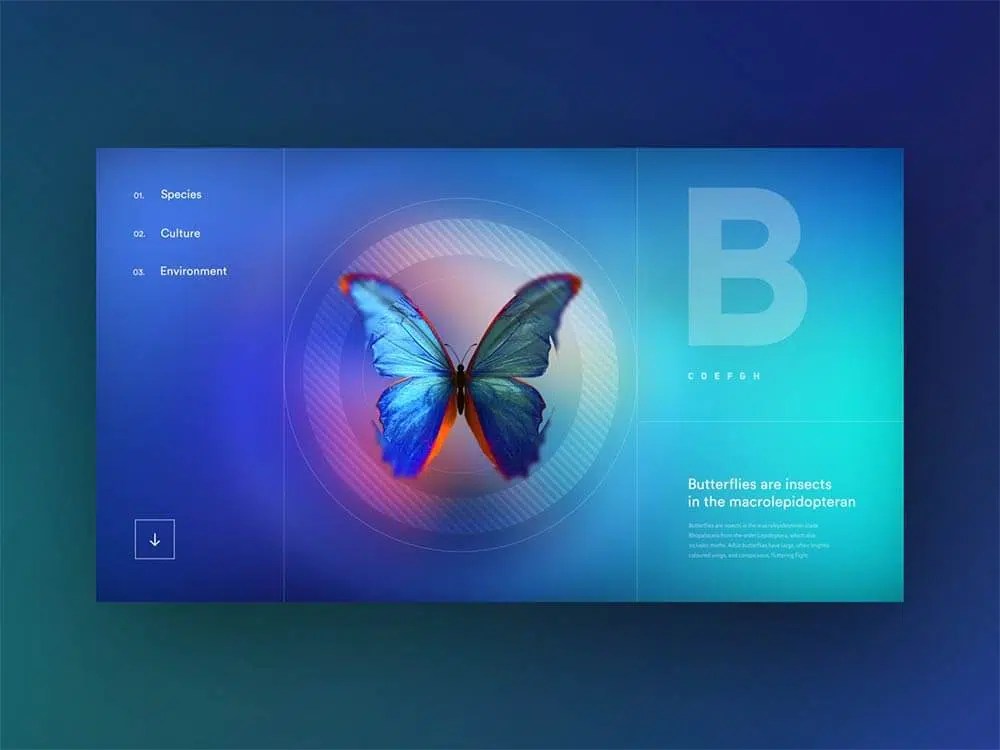 01. Species
02. Culture
03. Environment
B
C D E F G H
Butterflies are insects
in the macrolepidopteran
Butterflies are insects in the macrolepidopteran clade
Rhopalocera from the order Lepidoptera, which also
includes moths. Adult butterflies have large, often brightly
coloured wings, and conspicuous, fluttering flight.